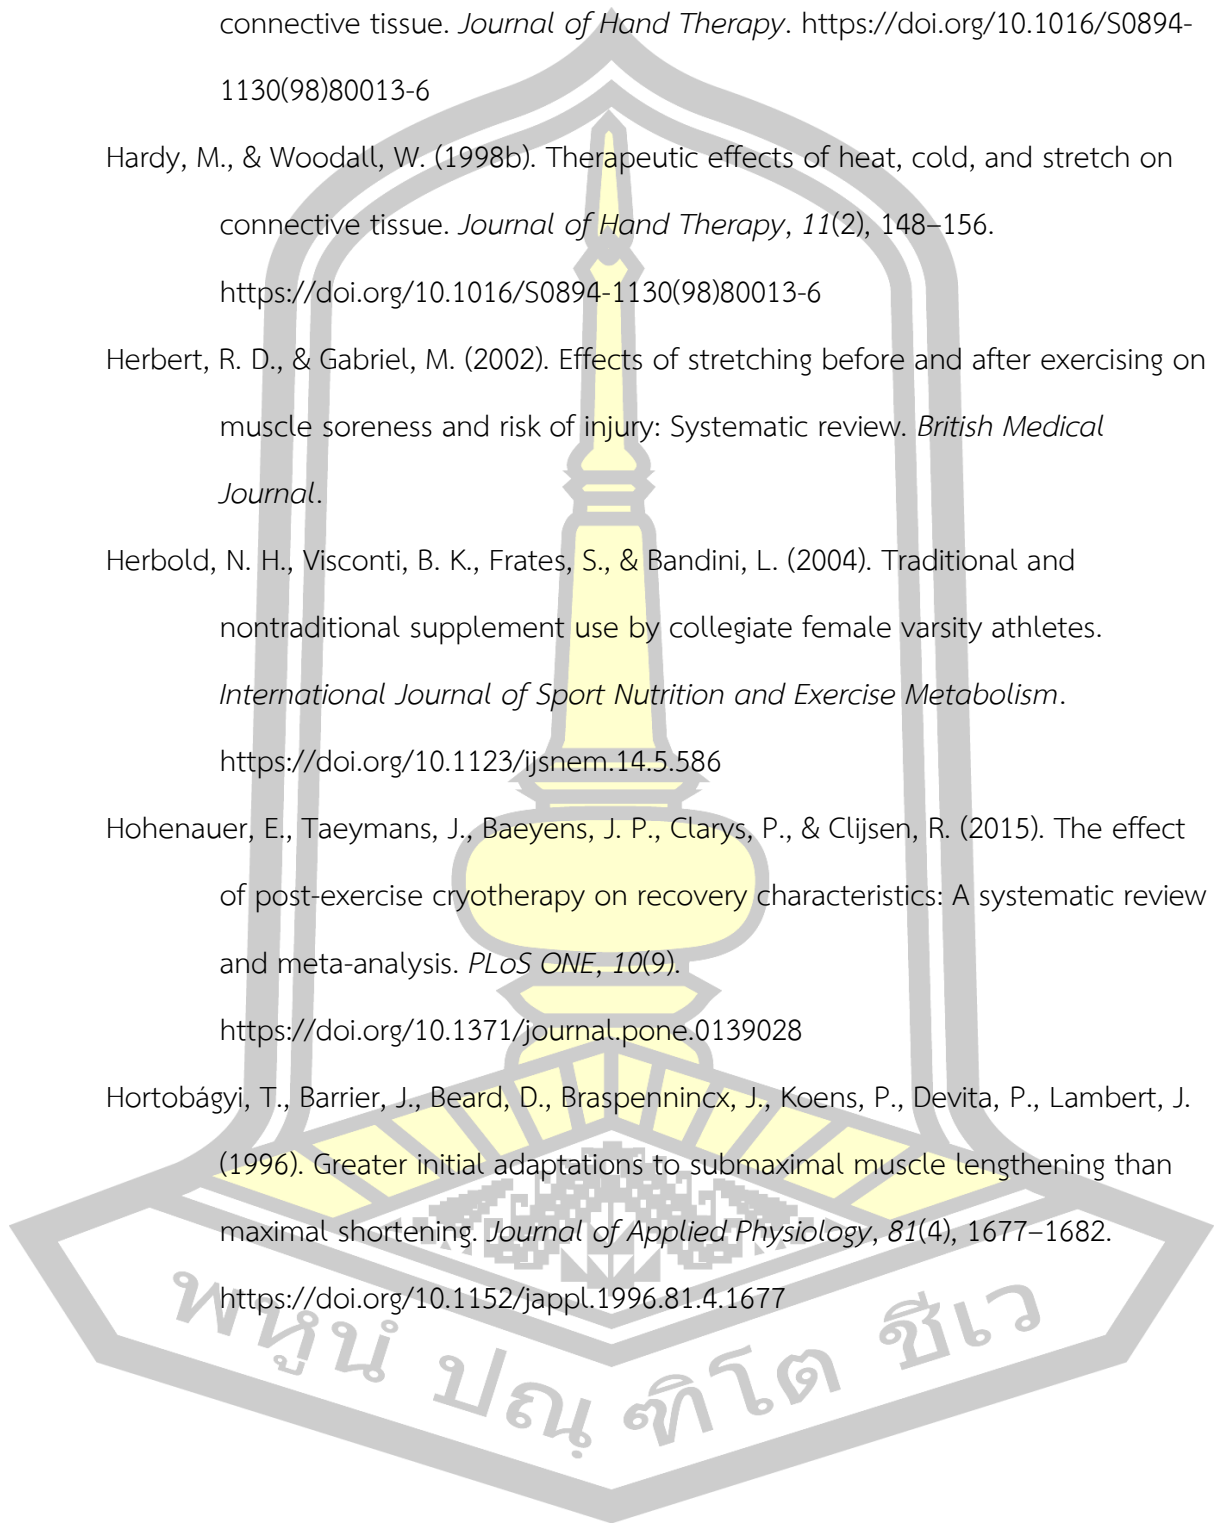 connective tissue. Journal of Hand Therapy. https://doi.org/10.1016/S0894-
1130(98)80013-6
Hardy, M., & Woodall, W. (1998b). Therapeutic effects of heat, cold, and stretch on
connective tissue. Journal of Hand Therapy, 11(2), 148–156.
https://doi.org/10.1016/S0894-1130(98)80013-6
Herbert, R. D., & Gabriel, M. (2002). Effects of stretching before and after exercising on
muscle soreness and risk of injury: Systematic review. British Medical
Journal.
Herbold, N. H., Visconti, B. K., Frates, S., & Bandini, L. (2004). Traditional and
nontraditional supplement use by collegiate female varsity athletes.
International Journal of Sport Nutrition and Exercise Metabolism.
https://doi.org/10.1123/ijsnem.14.5.586
Hohenauer, E., Taeymans, J., Baeyens, J. P., Clarys, P., & Clijsen, R. (2015). The effect
of post-exercise cryotherapy on recovery characteristics: A systematic review
and meta-analysis. PLoS ONE, 10(9).
https://doi.org/10.1371/journal.pone.0139028
Hortobágyi, T., Barrier, J., Beard, D., Braspennincx, J., Koens, P., Devita, P., Lambert, J.
(1996). Greater initial adaptations to submaximal muscle lengthening than
maximal shortening. Journal of Applied Physiology, 81(4), 1677–1682.
https://doi.org/10.1152/jappl.1996.81.4.1677
พหูนํ ปณฺ ฑิโต ชีเว